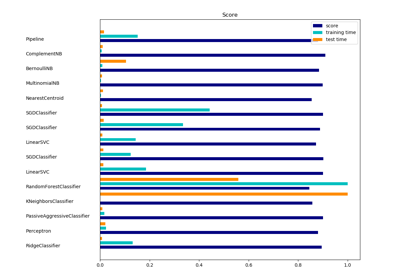 Score
score
training time
test time
Pipeline
ComplementNB
BernoulliNB
MultinomialNB
NearestCentroid
SGDClassifier
SGDClassifier
LinearSVC
SGDClassifier
LinearSVC
RandomForestClassifier
KNeighborsClassifier
PassiveAggressiveClassifier
Perceptron
RidgeClassifier
0.0 0.2 0.4 0.6 0.8 1.0